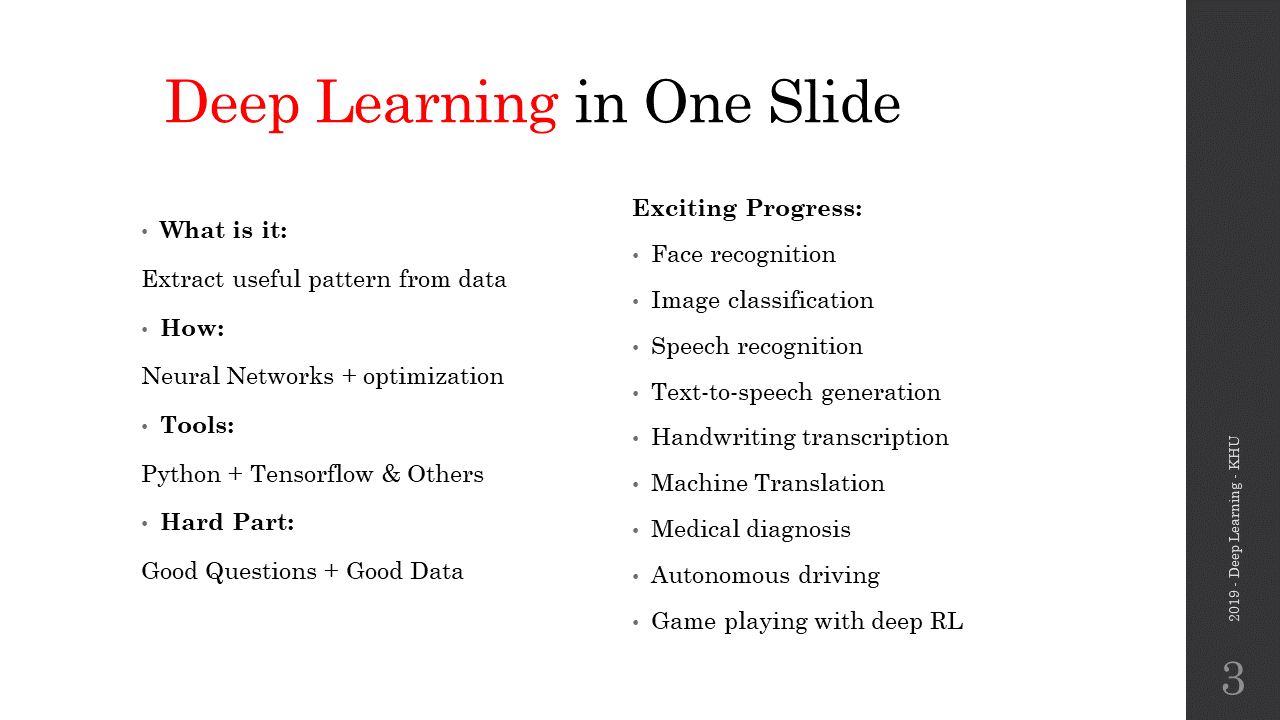 Deep Learning in One Slide
• What is it:
Extract useful pattern from data
• How:
Neural Networks + optimization
• Tools:
Python + Tensorflow & Others
• Hard Part:
Good Questions + Good Data
Exciting Progress:
• Face recognition
• Image classification
• Speech recognition
• Text-to-speech generation
• Handwriting transcription
• Machine Translation
• Medical diagnosis
• Autonomous driving
• Game playing with deep RL
2019 - Deep Learning - KHU
3